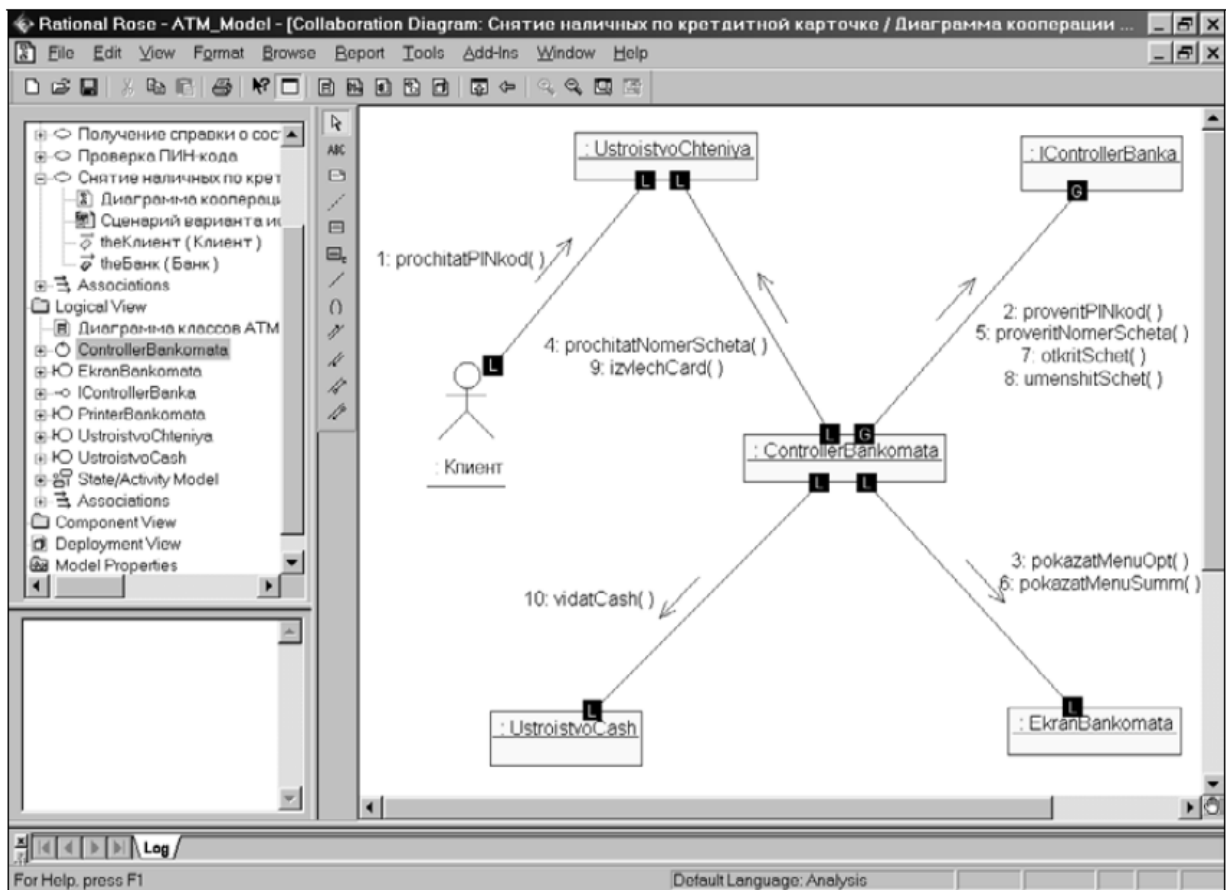 Rational Rose - ATM_Model - [Collaboration Diagram: Снятие наличных по кретдитной карточке / Диаграмма кооперации ...
File Edit View Format Browse Report Tools Add-Ins Window Help
Получение справки о сос
Проверка ПИН-кода
Снятие наличных по крет
Диаграмма коопераци
Сценарий варианта ис
theКлиент (Клиент)
theБанк (Банк)
Associations
Logical View
Диаграмма классов ATM
ControllerBankomata
EkranBankomata
IControllerBanka
PrinterBankomata
UstroistvoChteniya
UstroistvoCash
State/Activity Model
Associations
Component View
Deployment View
Model Properties
ABC
: UstroistvoChteniya
L L
: IControllerBanka
G
1: prochitatPINkod( )
2: proveritPINkod( )
5: proveritNomerScheta( )
7: otkritSchet( )
8: umenshitSchet( )
4: prochitatNomerScheta( )
9: izvlechCard( )
L
: Клиент
L G
: ControllerBankomata
L L
3: pokazatMenuOpt( )
6: pokazatMenuSumm( )
10: vidatCash( )
L
: UstroistvoCash
L
: EkranBankomata
Log
For Help, press F1
Default Language: Analysis